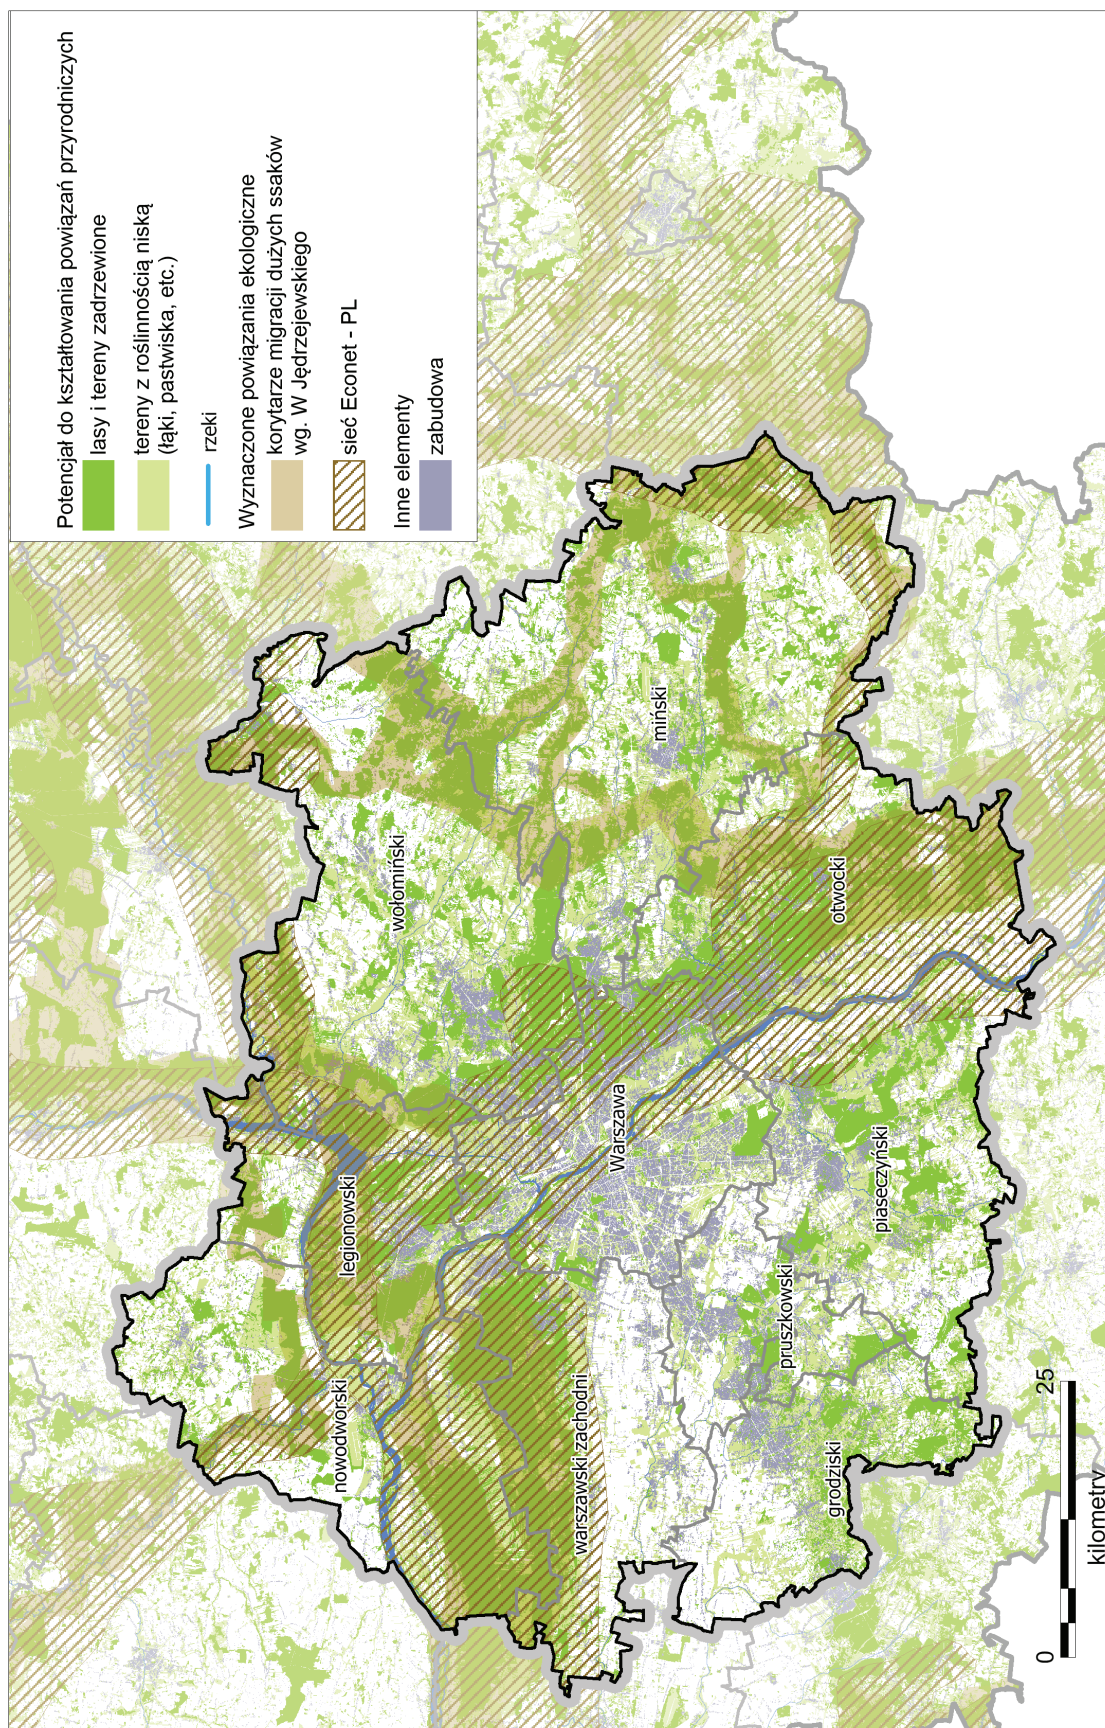 Potencjał do kształtowania powiązań przyrodniczych
lasy i tereny zadrzewione
tereny z roślinnością niską
(łąki, pastwiska, etc.)
rzeki
Wyznaczone powiązania ekologiczne
korytarze migracji dużych ssaków
wg. W Jędrzejewskiego
sieć Econet - PL
Inne elementy
zabudowa
nowodworski
legionowski
wołomiński
miński
warszawski zachodni
Warszawa
otwocki
pruszkowski
grodziski
piaseczyński
0
25
kilometry